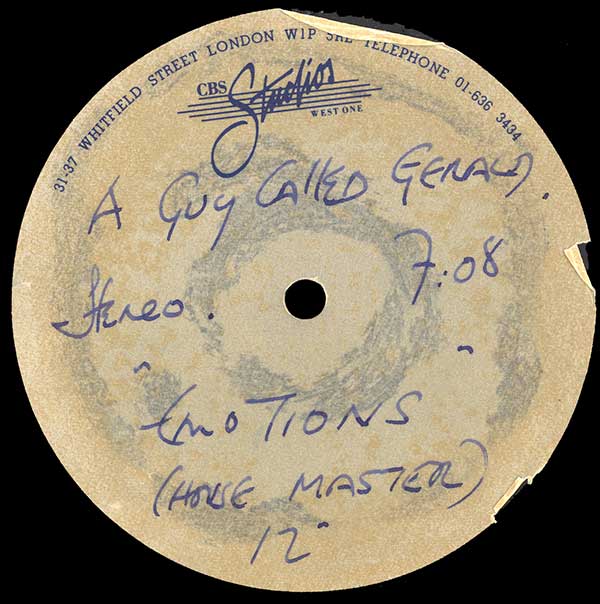 31-37 WHITFIELD STREET LONDON W1P 5RE TELEPHONE 01-636 3434
CBS
Studios
WEST ONE
A GUY CALLED GERALD.
7:08
Stereo.
"EMOTIONS"
(HOUSE MASTER)
12"